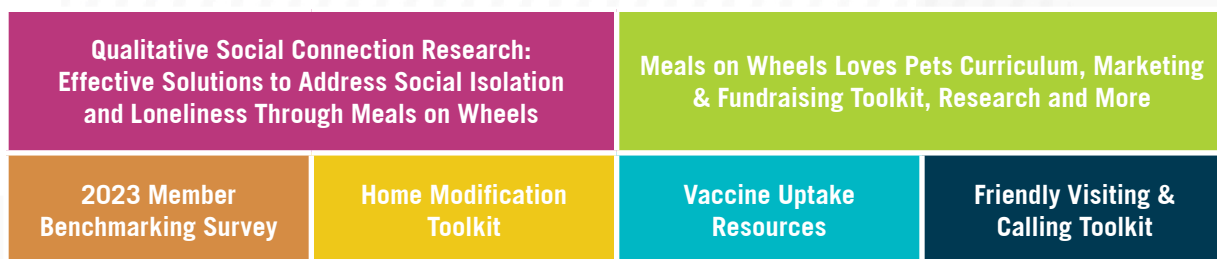 Qualitative Social Connection Research:
Effective Solutions to Address Social Isolation
and Loneliness Through Meals on Wheels
Meals on Wheels Loves Pets Curriculum, Marketing
& Fundraising Toolkit, Research and More
2023 Member
Benchmarking Survey
Home Modification
Toolkit
Vaccine Uptake
Resources
Friendly Visiting &
Calling Toolkit